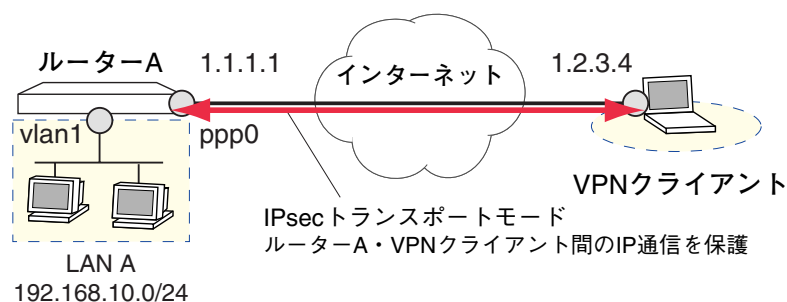 ルーターA
1.1.1.1
インターネット
1.2.3.4
vlan1
ppp0
VPNクライアント
IPsecトランスポートモード
ルーターA・VPNクライアント間のIP通信を保護
LAN A
192.168.10.0/24